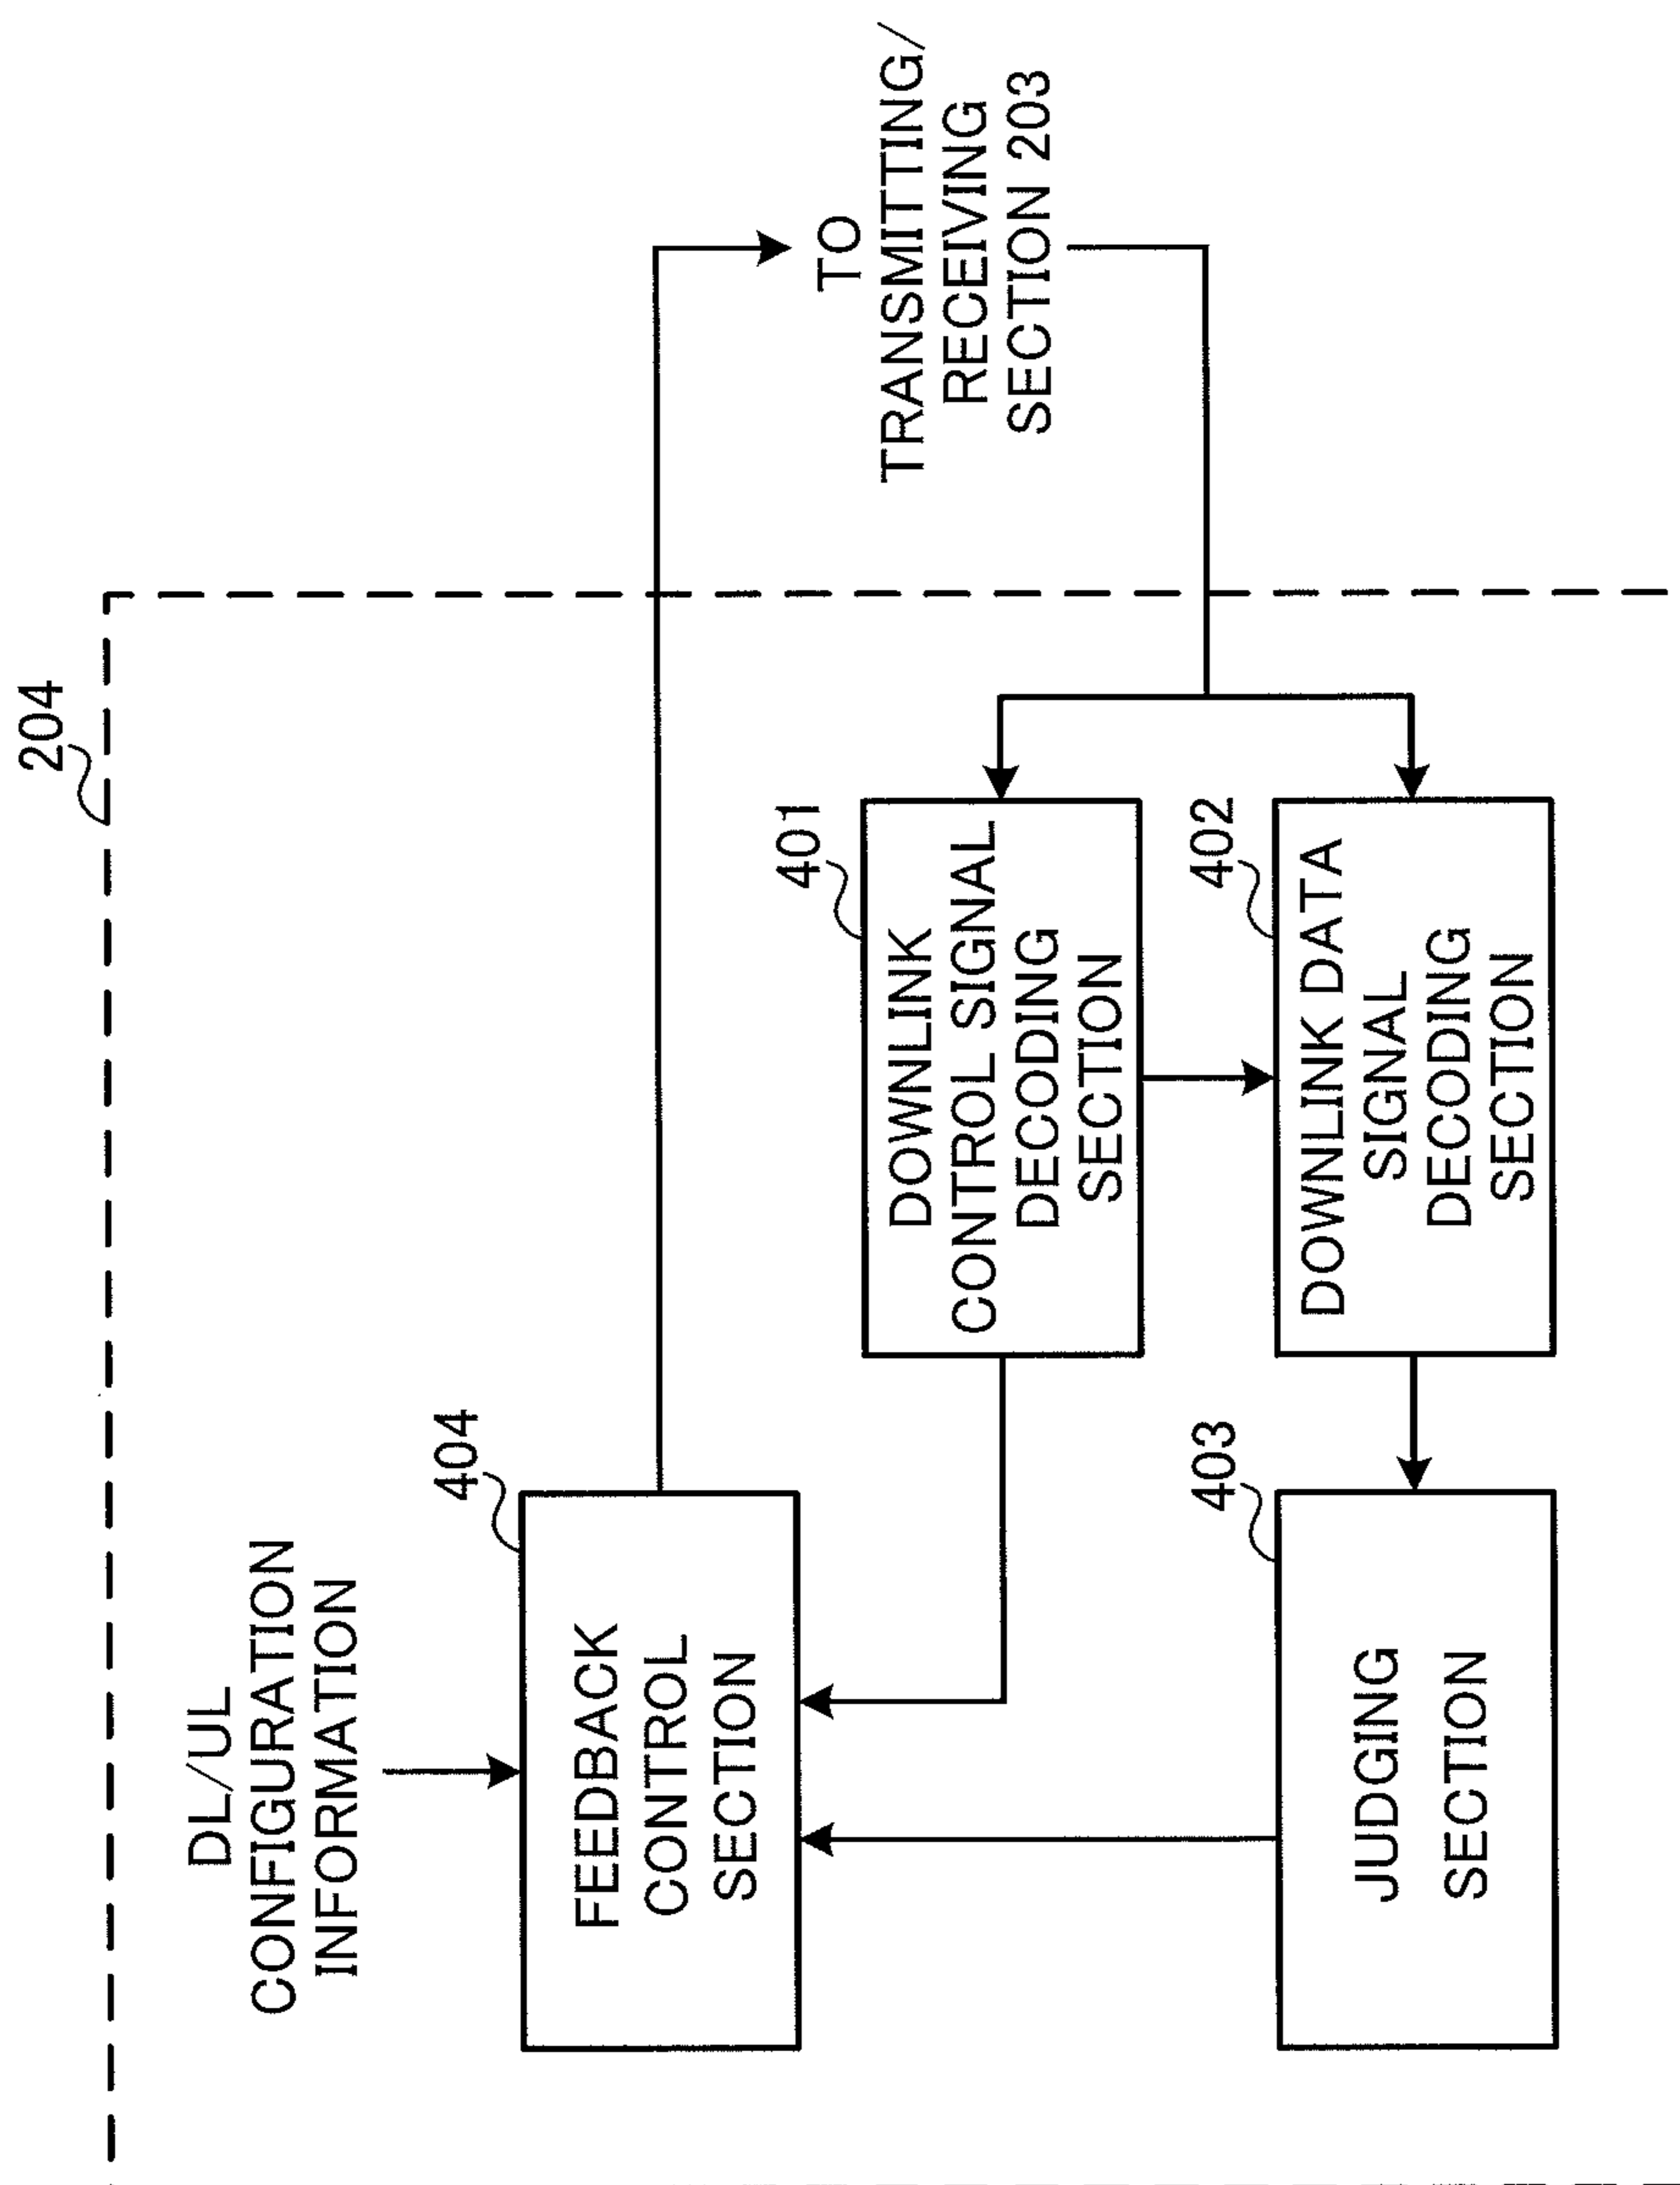 204
DL/UL
CONFIGURATION
INFORMATION
404
FEEDBACK
CONTROL
SECTION
TO
TRANSMITTING/
RECEIVING
SECTION 203
401
DOWNLINK
CONTROL SIGNAL
DECODING
SECTION
403
JUDGING
SECTION
402
DOWNLINK DATA
SIGNAL
DECODING
SECTION